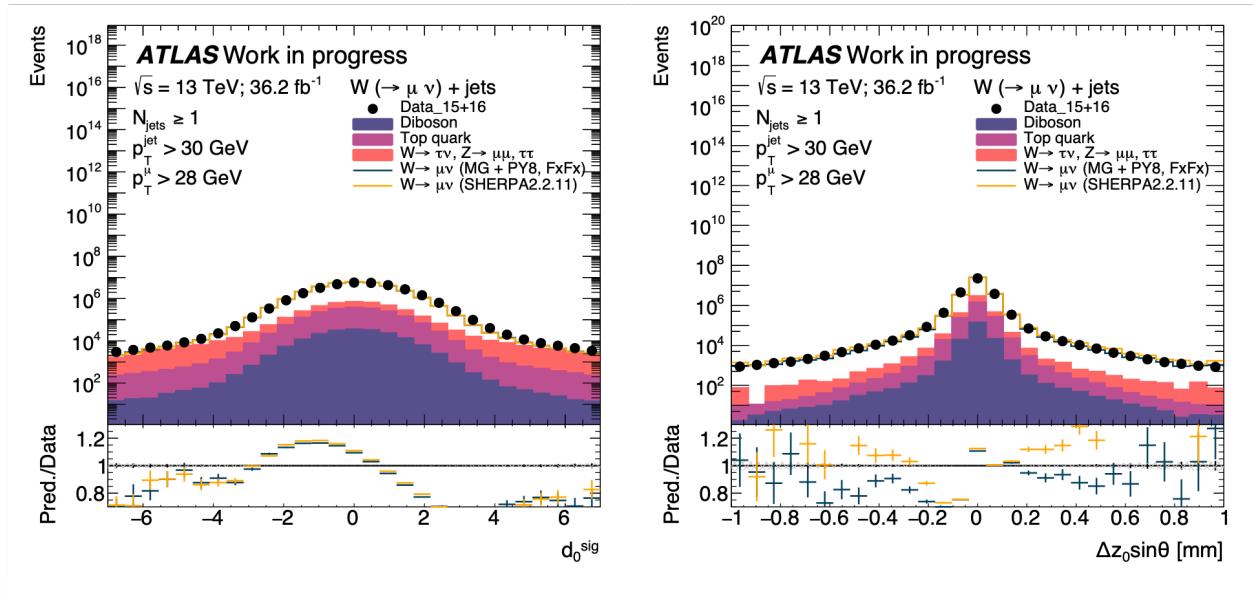 Events
10^18
10^16
10^14
10^12
10^10
10^8
10^6
10^4
10^2
ATLAS Work in progress
√s = 13 TeV; 36.2 fb^-1
N_jets ≥ 1
p_T^jet > 30 GeV
p_T^μ > 28 GeV
W (→ μ ν) + jets
Data_15+16
Diboson
Top quark
W→ τν, Z→ μμ, ττ
W→ μν (MG + PY8, FxFx)
W→ μν (SHERPA2.2.11)
Pred./Data
1.2
1
0.8
−6 −4 −2 0 2 4 6
d_0^sig
Events
10^20
10^18
10^16
10^14
10^12
10^10
10^8
10^6
10^4
10^2
ATLAS Work in progress
√s = 13 TeV; 36.2 fb^-1
N_jets ≥ 1
p_T^jet > 30 GeV
p_T^μ > 28 GeV
W (→ μ ν) + jets
Data_15+16
Diboson
Top quark
W→ τν, Z→ μμ, ττ
W→ μν (MG + PY8, FxFx)
W→ μν (SHERPA2.2.11)
Pred./Data
1.2
1
0.8
−1 −0.8 −0.6 −0.4 −0.2 0 0.2 0.4 0.6 0.8 1
Δz_0sinθ [mm]